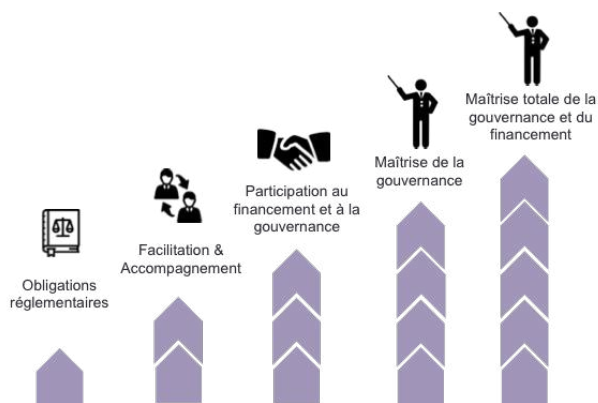 Obligations
réglementaires
Facilitation &
Accompagnement
Participation au
financement et à la
gouvernance
Maîtrise de la
gouvernance
Maîtrise totale de la
gouvernance et du
financement